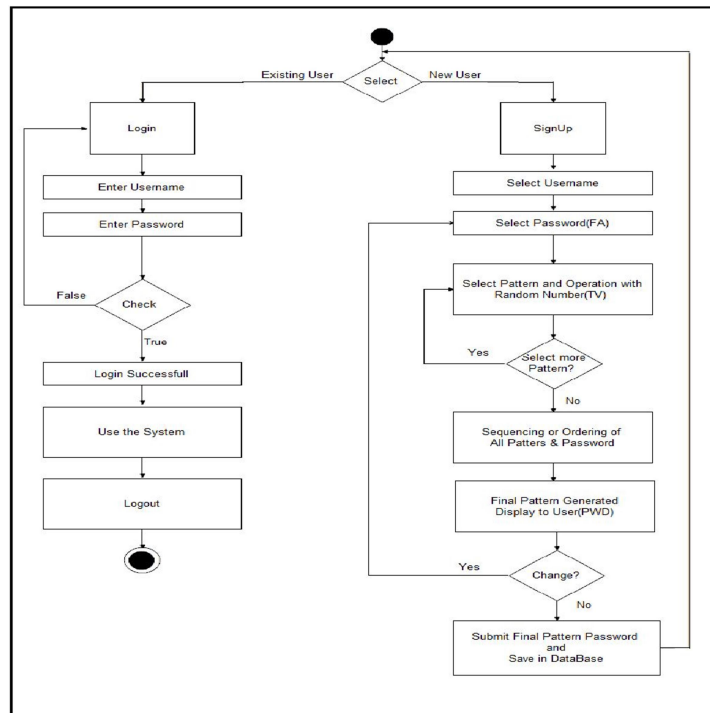 Existing User
Select
New User
Login
Enter Username
Enter Password
False
Check
True
Login Successfull
Use the System
Logout
SignUp
Select Username
Select Password(FA)
Select Pattern and Operation with
Random Number(TV)
Yes
Select more
Pattern?
No
Sequencing or Ordering of
All Patters & Password
Final Pattern Generated
Display to User(PWD)
Yes
Change?
No
Submit Final Pattern Password
and
Save in DataBase